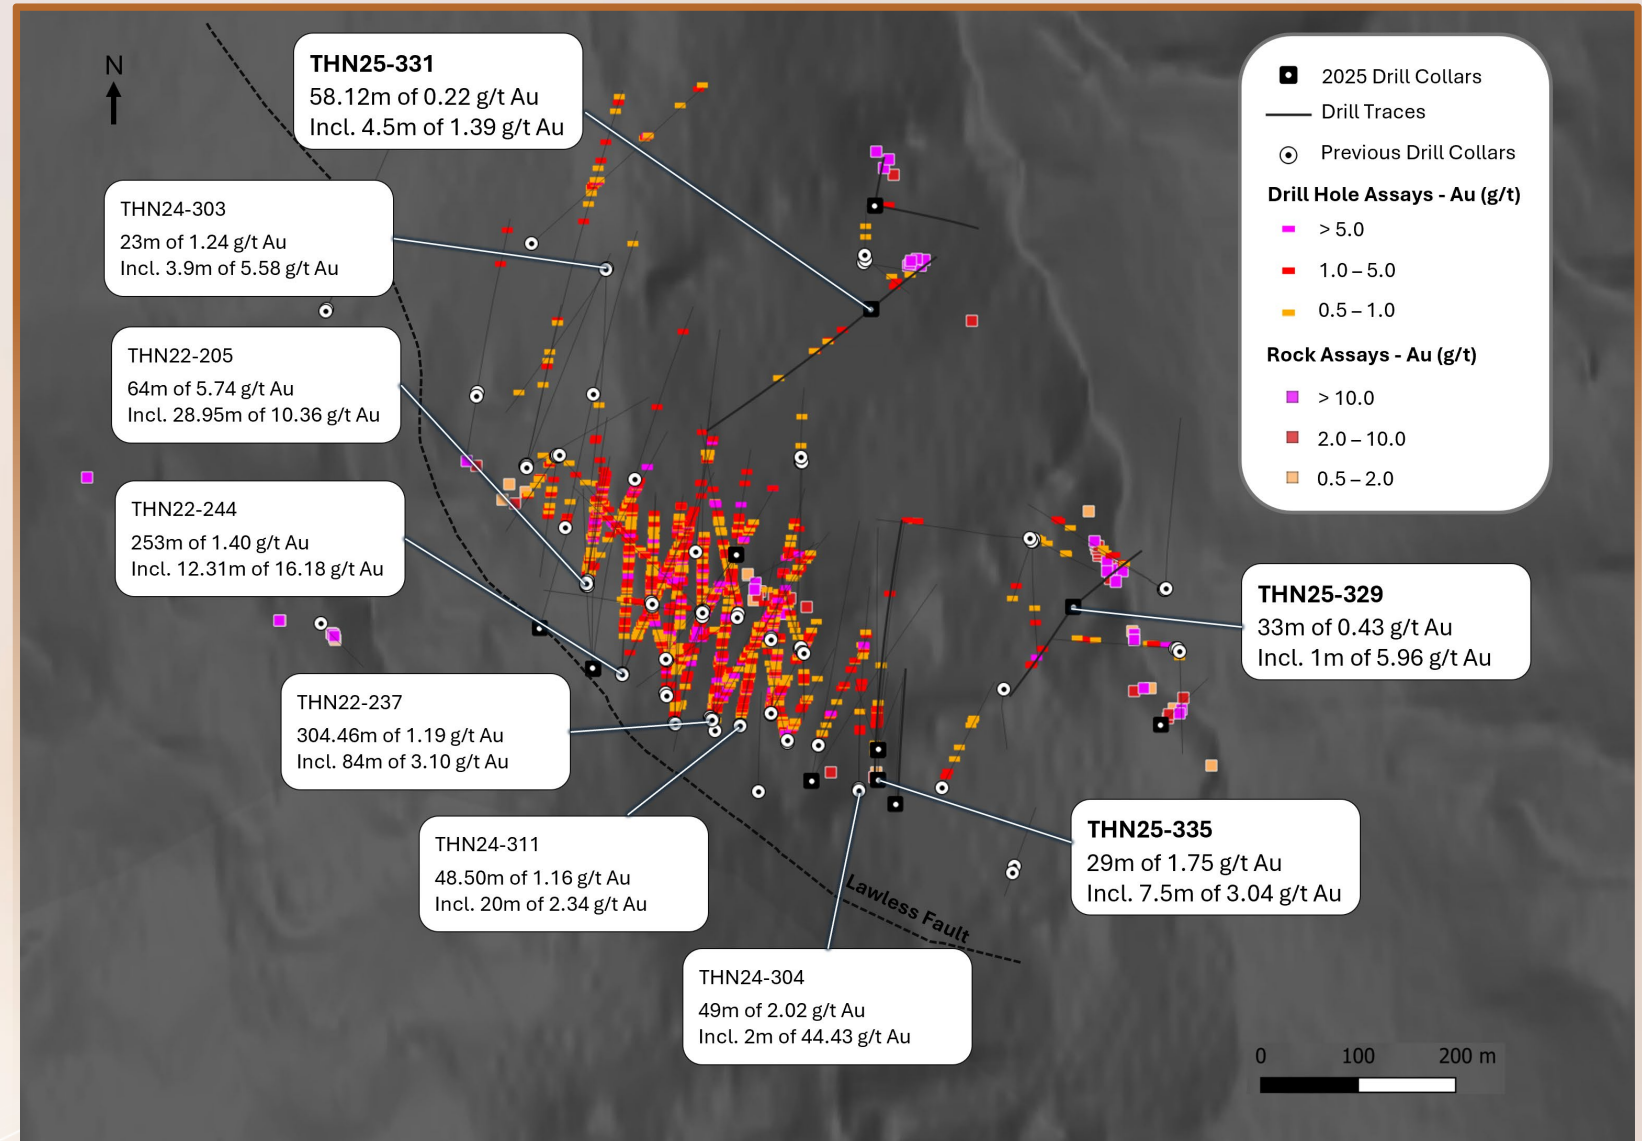 N
THN25-331
58.12m of 0.22 g/t Au
Incl. 4.5m of 1.39 g/t Au
THN24-303
23m of 1.24 g/t Au
Incl. 3.9m of 5.58 g/t Au
THN22-205
64m of 5.74 g/t Au
Incl. 28.95m of 10.36 g/t Au
THN22-244
253m of 1.40 g/t Au
Incl. 12.31m of 16.18 g/t Au
THN22-237
304.46m of 1.19 g/t Au
Incl. 84m of 3.10 g/t Au
THN24-311
48.50m of 1.16 g/t Au
Incl. 20m of 2.34 g/t Au
THN24-304
49m of 2.02 g/t Au
Incl. 2m of 44.43 g/t Au
Lawless Fault
2025 Drill Collars
Drill Traces
Previous Drill Collars
Drill Hole Assays - Au (g/t)
> 5.0
1.0 – 5.0
0.5 – 1.0
Rock Assays - Au (g/t)
> 10.0
2.0 – 10.0
0.5 – 2.0
THN25-329
33m of 0.43 g/t Au
Incl. 1m of 5.96 g/t Au
THN25-335
29m of 1.75 g/t Au
Incl. 7.5m of 3.04 g/t Au
0 100 200 m